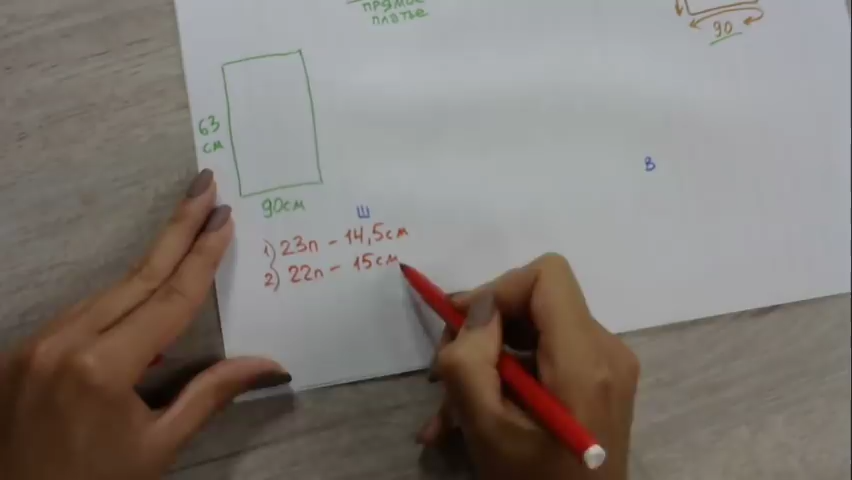 прямое
платье
90
63
см
90см
Ш
В
1) 23п - 14,5см
2) 22п - 15см